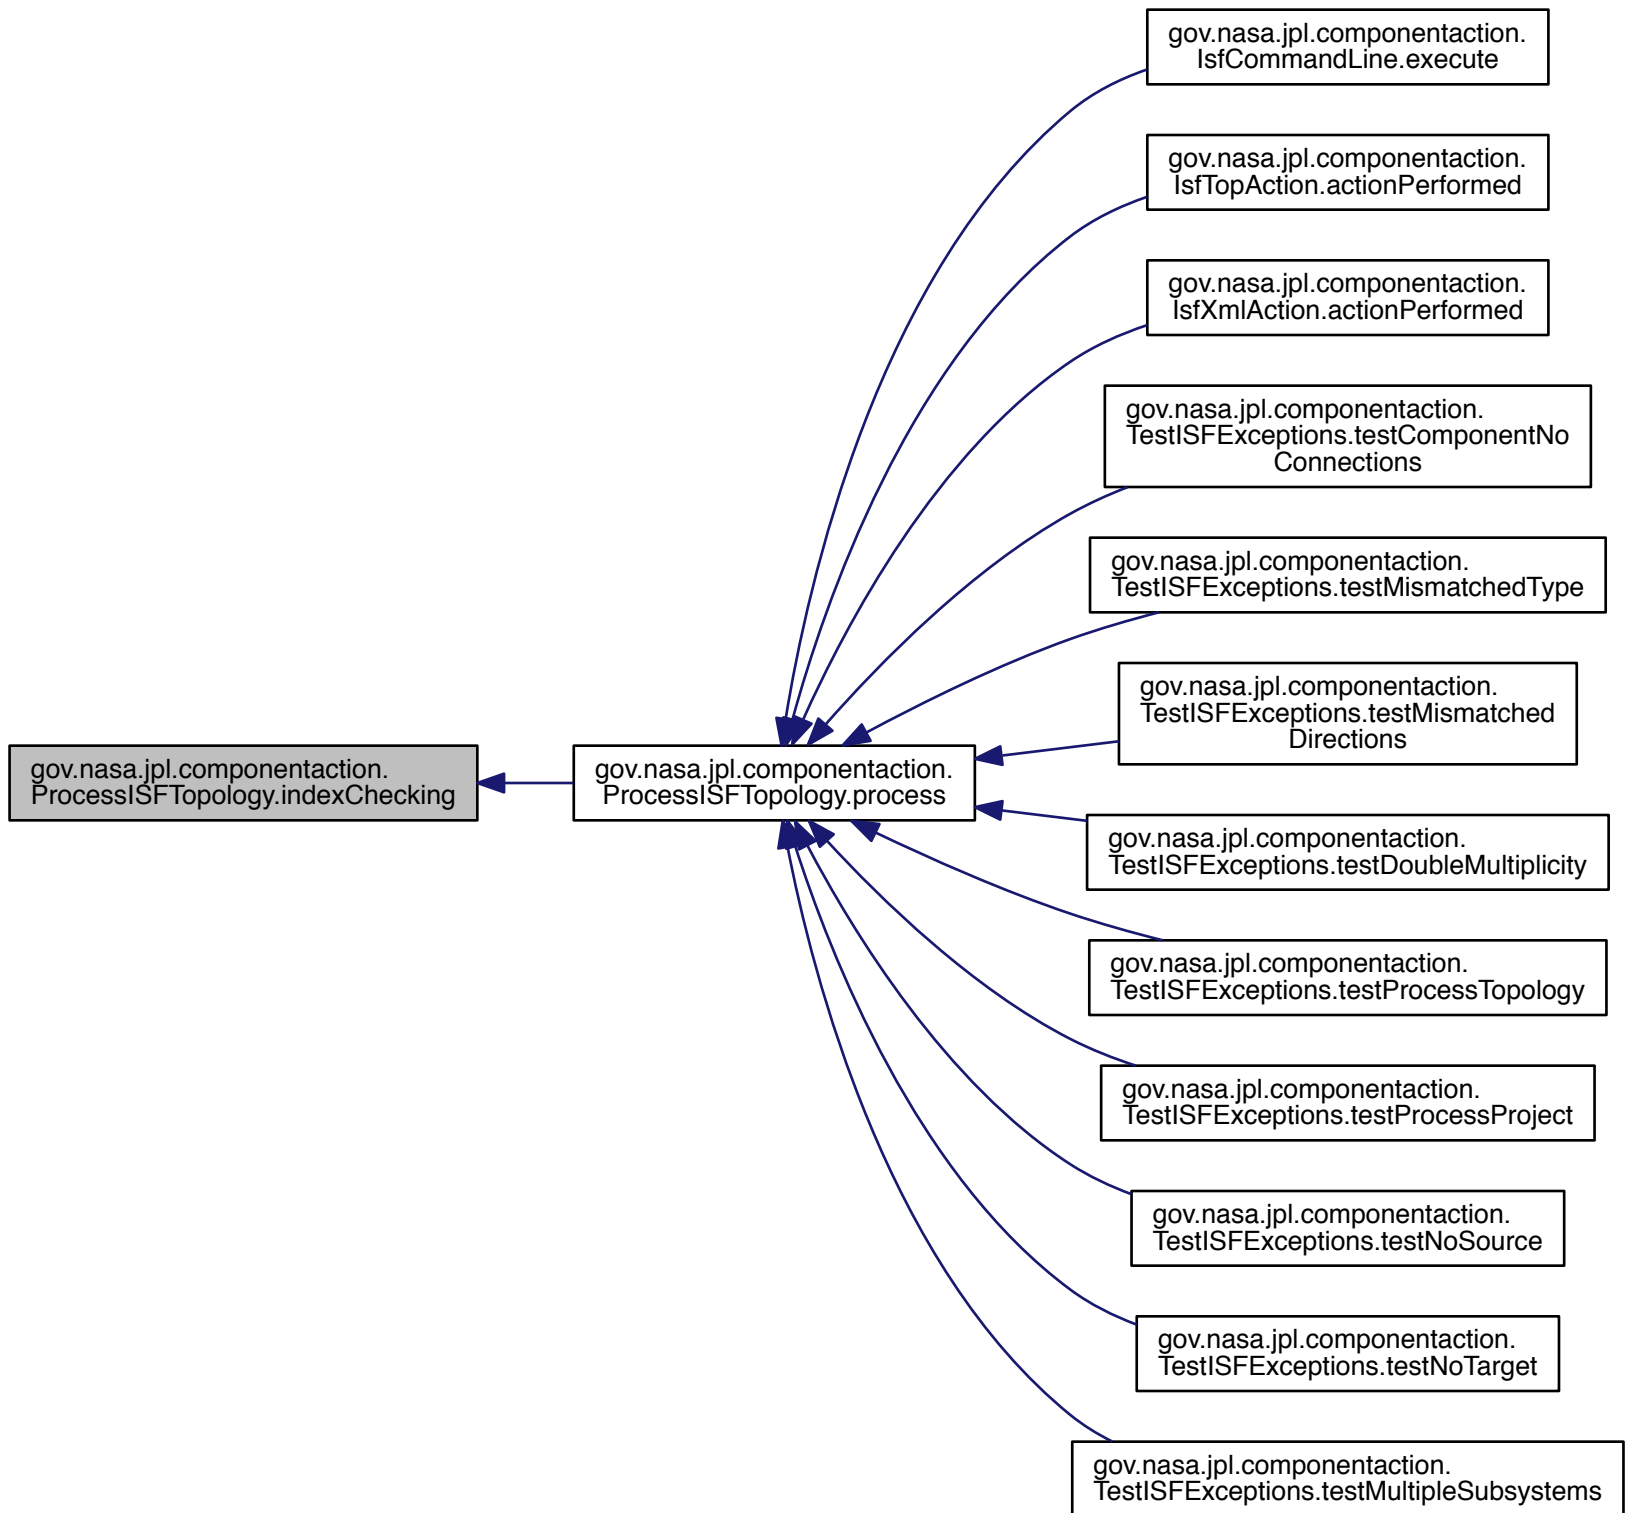 gov.nasa.jpl.componentaction.
IsfCommandLine.execute
gov.nasa.jpl.componentaction.
IsfTopAction.actionPerformed
gov.nasa.jpl.componentaction.
IsfXmlAction.actionPerformed
gov.nasa.jpl.componentaction.
TestISFExceptions.testComponentNo
Connections
gov.nasa.jpl.componentaction.
TestISFExceptions.testMismatchedType
gov.nasa.jpl.componentaction.
TestISFExceptions.testMismatched
Directions
gov.nasa.jpl.componentaction.
ProcessISFTopology.indexChecking
gov.nasa.jpl.componentaction.
ProcessISFTopology.process
gov.nasa.jpl.componentaction.
TestISFExceptions.testDoubleMultiplicity
gov.nasa.jpl.componentaction.
TestISFExceptions.testProcessTopology
gov.nasa.jpl.componentaction.
TestISFExceptions.testProcessProject
gov.nasa.jpl.componentaction.
TestISFExceptions.testNoSource
gov.nasa.jpl.componentaction.
TestISFExceptions.testNoTarget
gov.nasa.jpl.componentaction.
TestISFExceptions.testMultipleSubsystems